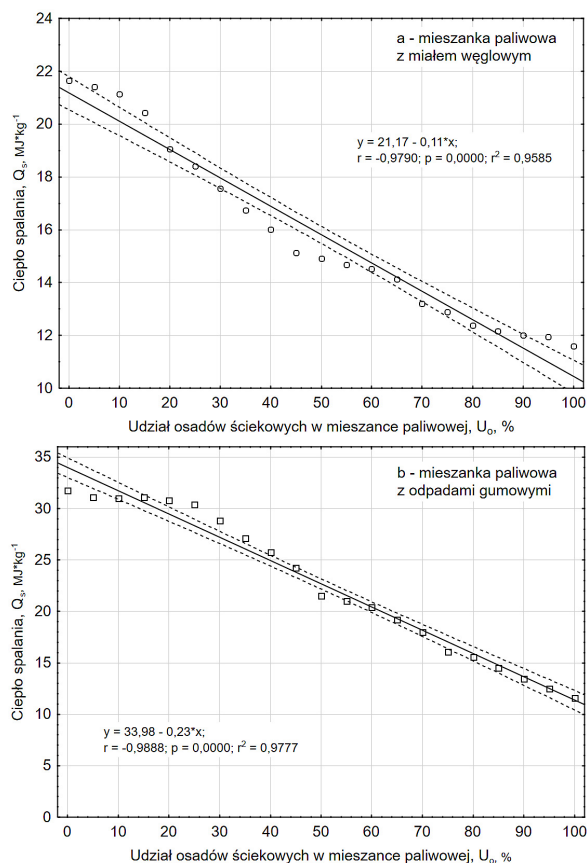 a - mieszanka paliwowa
z miałem węglowym
y = 21,17 - 0,11*x;
r = -0,9790; p = 0,0000; r² = 0,9585
Ciepło spalania, Qs, MJ*kg⁻¹
24
22
20
18
16
14
12
10
0 10 20 30 40 50 60 70 80 90 100
Udział osadów ściekowych w mieszance paliwowej, Uo, %
b - mieszanka paliwowa
z odpadami gumowymi
y = 33,98 - 0,23*x;
r = -0,9888; p = 0,0000; r² = 0,9777
Ciepło spalania, Qs, MJ*kg⁻¹
35
30
25
20
15
10
5
0
0 10 20 30 40 50 60 70 80 90 100
Udział osadów ściekowych w mieszance paliwowej, Uo, %